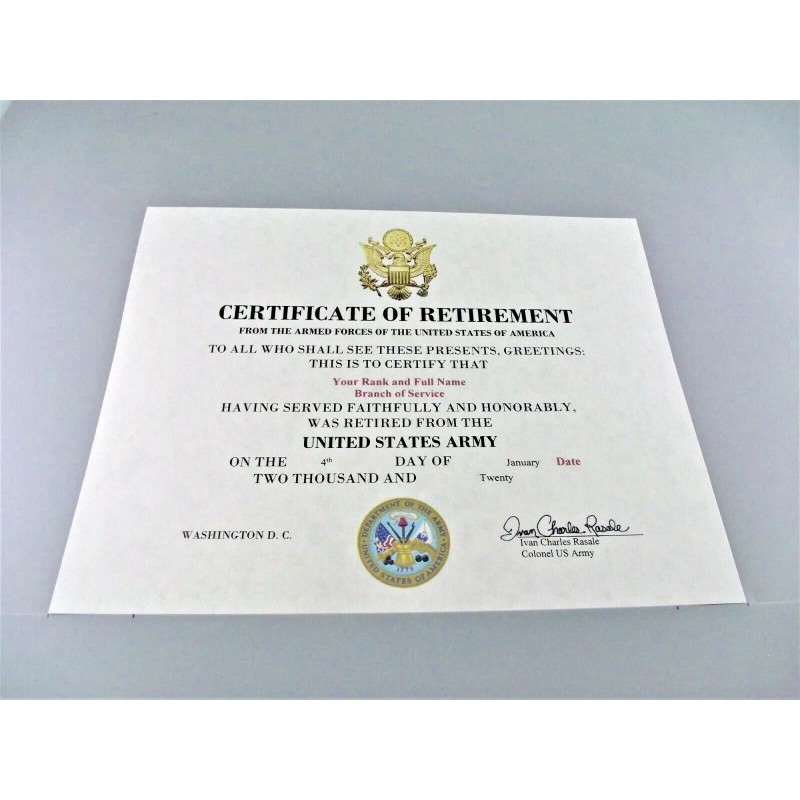 CERTIFICATE OF RETIREMENT
FROM THE ARMED FORCES OF THE UNITED STATES OF AMERICA
TO ALL WHO SHALL SEE THESE PRESENTS, GREETINGS:
THIS IS TO CERTIFY THAT
Your Rank and Full Name
Branch of Service
HAVING SERVED FAITHFULLY AND HONORABLY,
WAS RETIRED FROM THE
UNITED STATES ARMY
ON THE 4th DAY OF January Date
TWO THOUSAND AND Twenty
DEPARTMENT OF THE ARMY
UNITED STATES OF AMERICA
1775
WASHINGTON D. C.
Ivan Charles Rasale
Ivan Charles Rasale
Colonel US Army